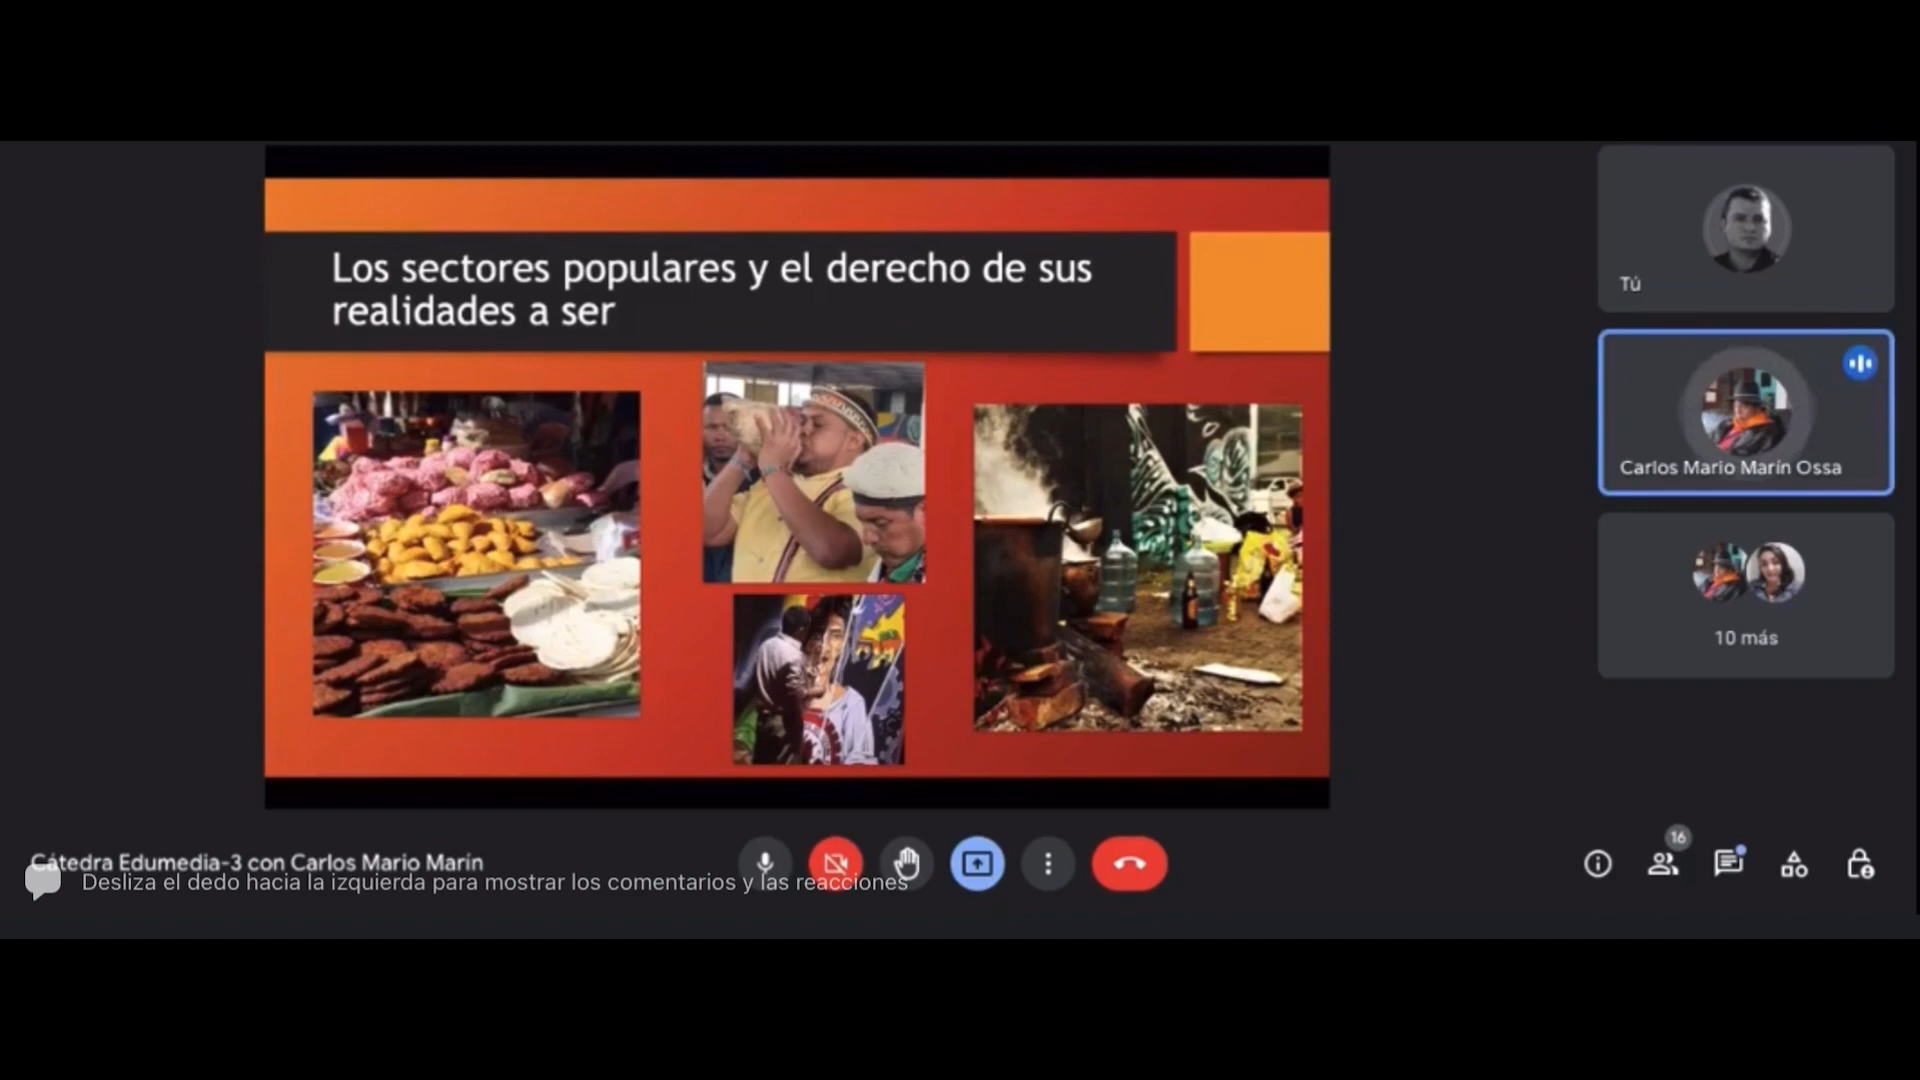 Los sectores populares y el derecho de sus
realidades a ser
Tú
Carlos Mario Marín Ossa
10 más
Cátedra Edumedia-3 con Carlos Mario Marín
Desliza el dedo hacia la izquierda para mostrar los comentarios y las reacciones
16